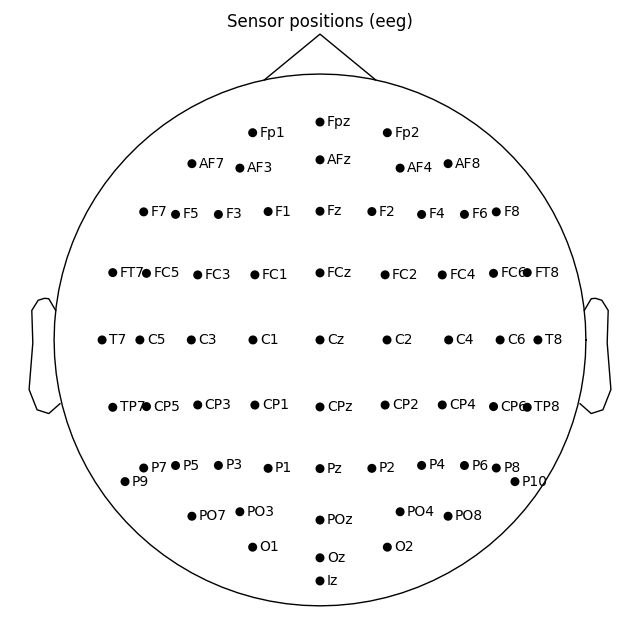 Sensor positions (eeg)
Fpz
Fp1 Fp2
AFz
AF7 AF3 AF4 AF8
F7 F5 F3 F1 Fz F2 F4 F6 F8
FT7 FC5 FC3 FC1 FCz FC2 FC4 FC6 FT8
T7 C5 C3 C1 Cz C2 C4 C6 T8
TP7 CP5 CP3 CP1 CPz CP2 CP4 CP6 TP8
P7 P5 P3 P1 Pz P2 P4 P6 P8
P9 P10
PO7 PO3 POz PO4 PO8
O1 O2
Oz
Iz